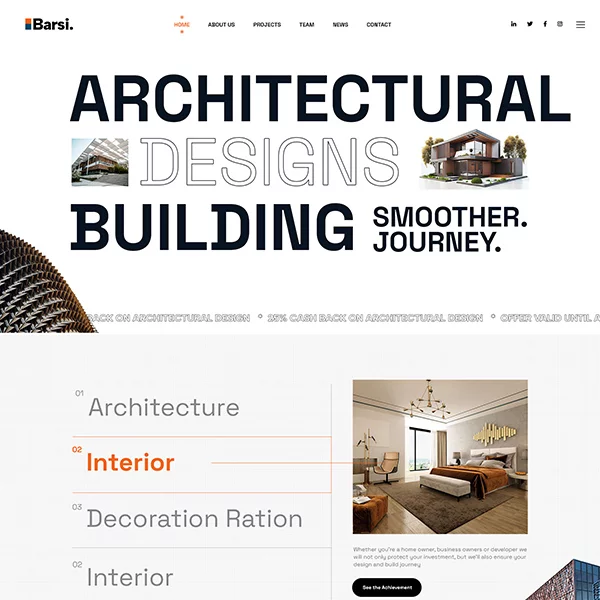 Barsi.
HOME ABOUT US PROJECTS TEAM NEWS CONTACT
ARCHITECTURAL
DESIGNS
BUILDING SMOOTHER.
JOURNEY.
BACK ON ARCHITECTURAL DESIGN * 25% CASH BACK ON ARCHITECTURAL DESIGN * OFFER VALID UNTIL A
01 Architecture
02 Interior
03 Decoration Ration
02 Interior
Whether you're a home owner, business owners or developer we
will not only protect your investment, but we'll also ensure your
design and build journey
See the Achievement